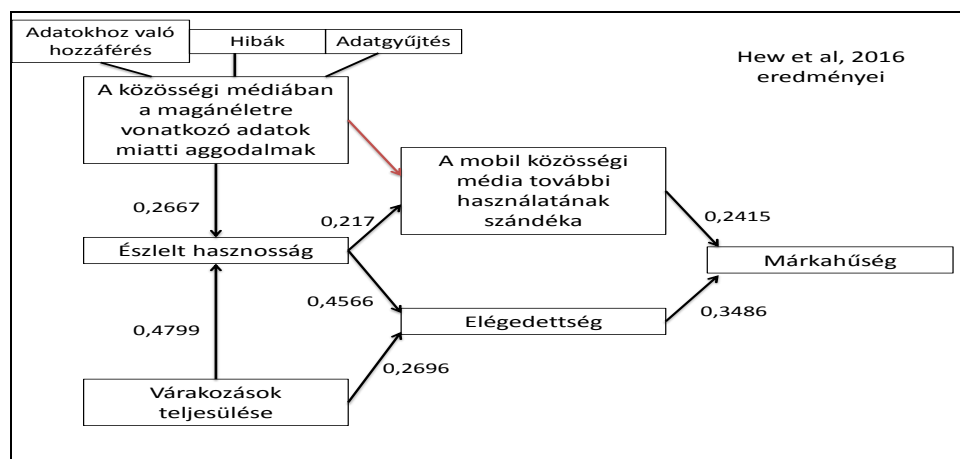 Adatokhoz való
hozzáférés
Hibák
Adatgyűjtés
Hew et al, 2016
eredményei
A közösségi médiában
a magánéletre
vonatkozó adatok
miatti aggodalmak
A mobil közösségi
média további
használatának
szándéka
0,2667
0,217
0,2415
Észlelt hasznosság
Márkahűség
0,4566
0,3486
Elégedettség
0,4799
0,2696
Várakozások
teljesülése